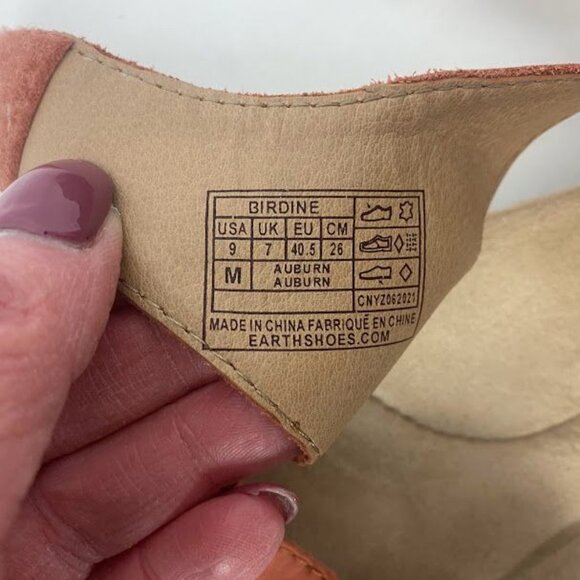 BIRDINE
USA UK EU CM
9 7 40.5 26
M AUBURN
AUBURN
CNYZ062021
MADE IN CHINA FABRIQUÉ EN CHINE
EARTHSHOES.COM